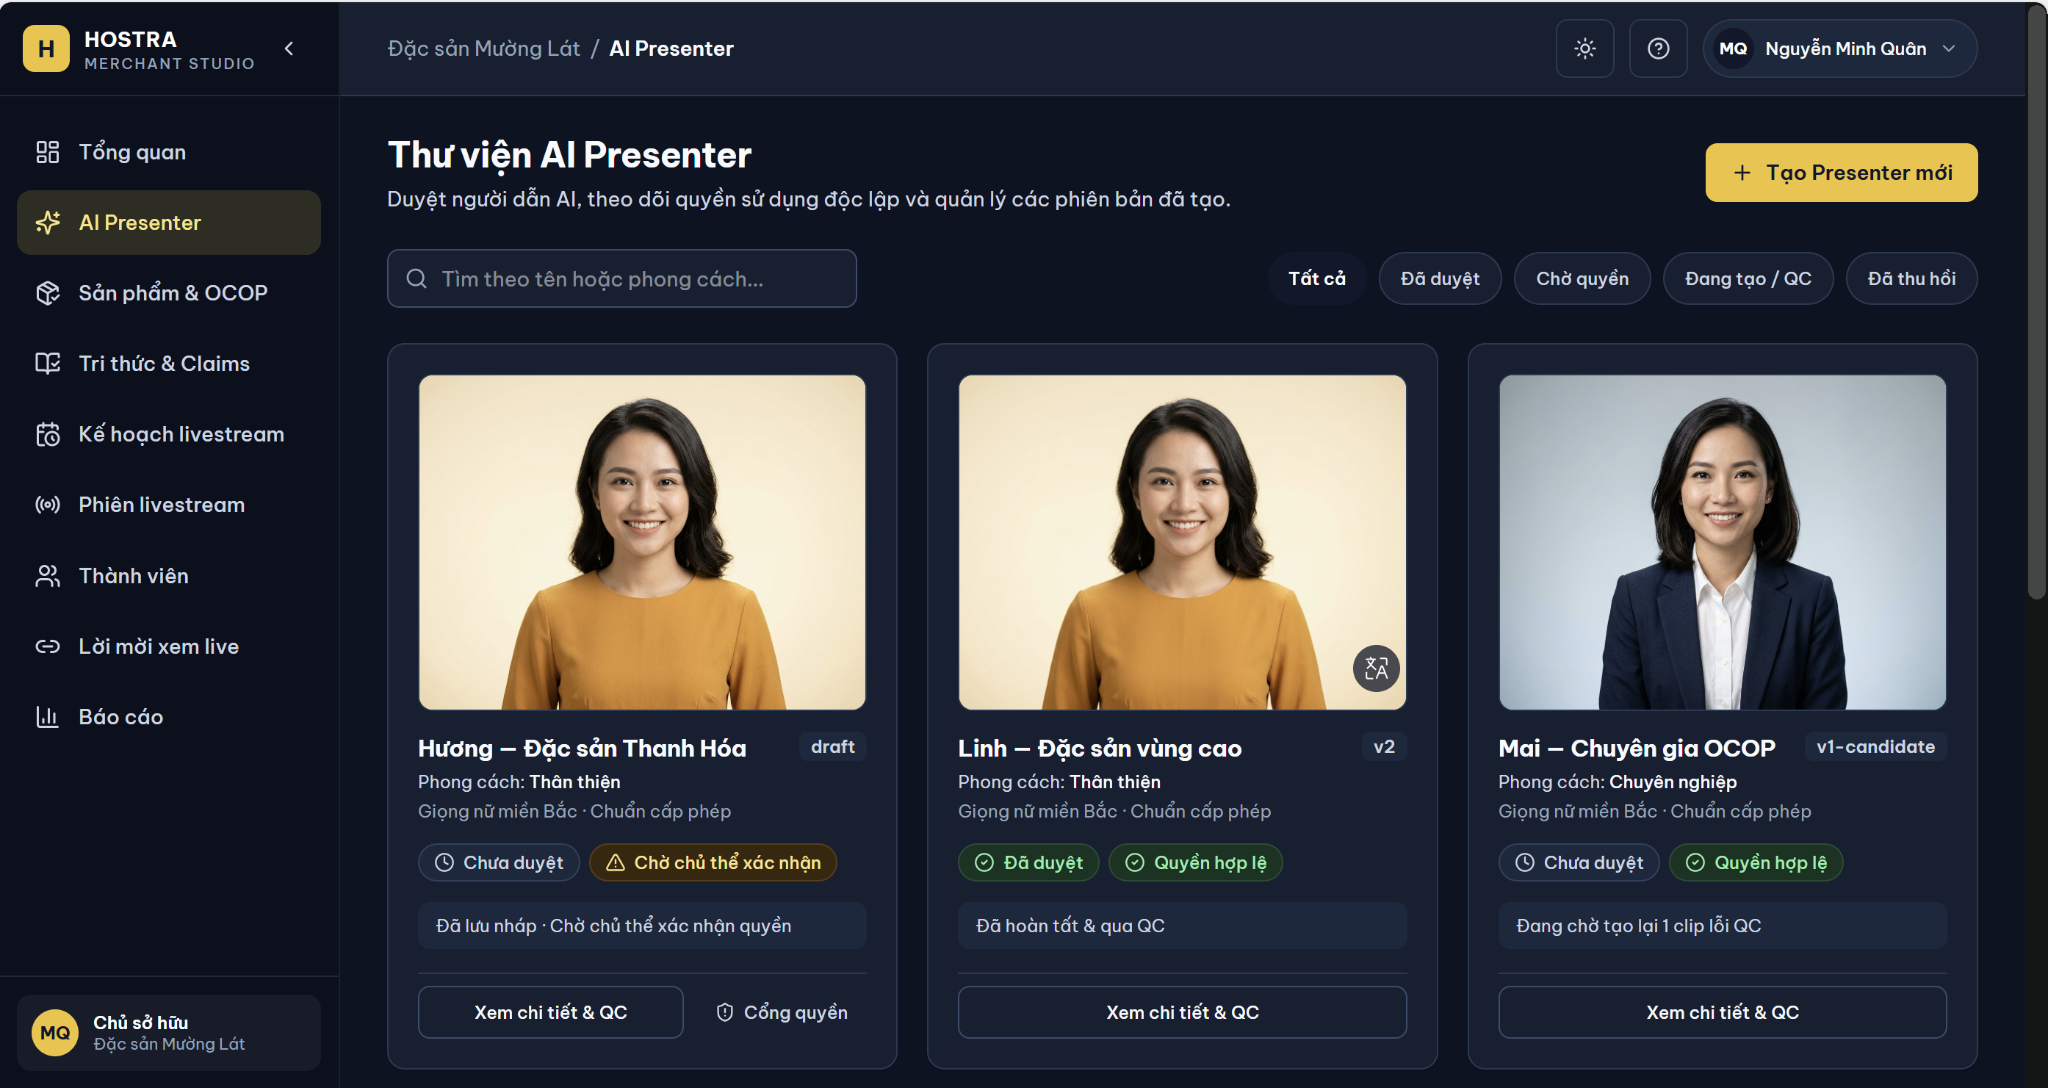 H
HOSTRA
MERCHANT STUDIO
Đặc sản Mường Lát / AI Presenter
MQ Nguyễn Minh Quân
Tổng quan
AI Presenter
Sản phẩm & OCOP
Tri thức & Claims
Kế hoạch livestream
Phiên livestream
Thành viên
Lời mời xem live
Báo cáo
MQ
Chủ sở hữu
Đặc sản Mường Lát
Thư viện AI Presenter
Duyệt người dẫn AI, theo dõi quyền sử dụng độc lập và quản lý các phiên bản đã tạo.
+ Tạo Presenter mới
Tìm theo tên hoặc phong cách...
Tất cả
Đã duyệt
Chờ quyền
Đang tạo / QC
Đã thu hồi
Hương — Đặc sản Thanh Hóa
draft
Phong cách: Thân thiện
Giọng nữ miền Bắc · Chuẩn cấp phép
Chưa duyệt
Chờ chủ thể xác nhận
Đã lưu nháp · Chờ chủ thể xác nhận quyền
Xem chi tiết & QC
Cổng quyền
Linh — Đặc sản vùng cao
v2
Phong cách: Thân thiện
Giọng nữ miền Bắc · Chuẩn cấp phép
Đã duyệt
Quyền hợp lệ
Đã hoàn tất & qua QC
Xem chi tiết & QC
Mai — Chuyên gia OCOP
v1-candidate
Phong cách: Chuyên nghiệp
Giọng nữ miền Bắc · Chuẩn cấp phép
Chưa duyệt
Quyền hợp lệ
Đang chờ tạo lại 1 clip lỗi QC
Xem chi tiết & QC